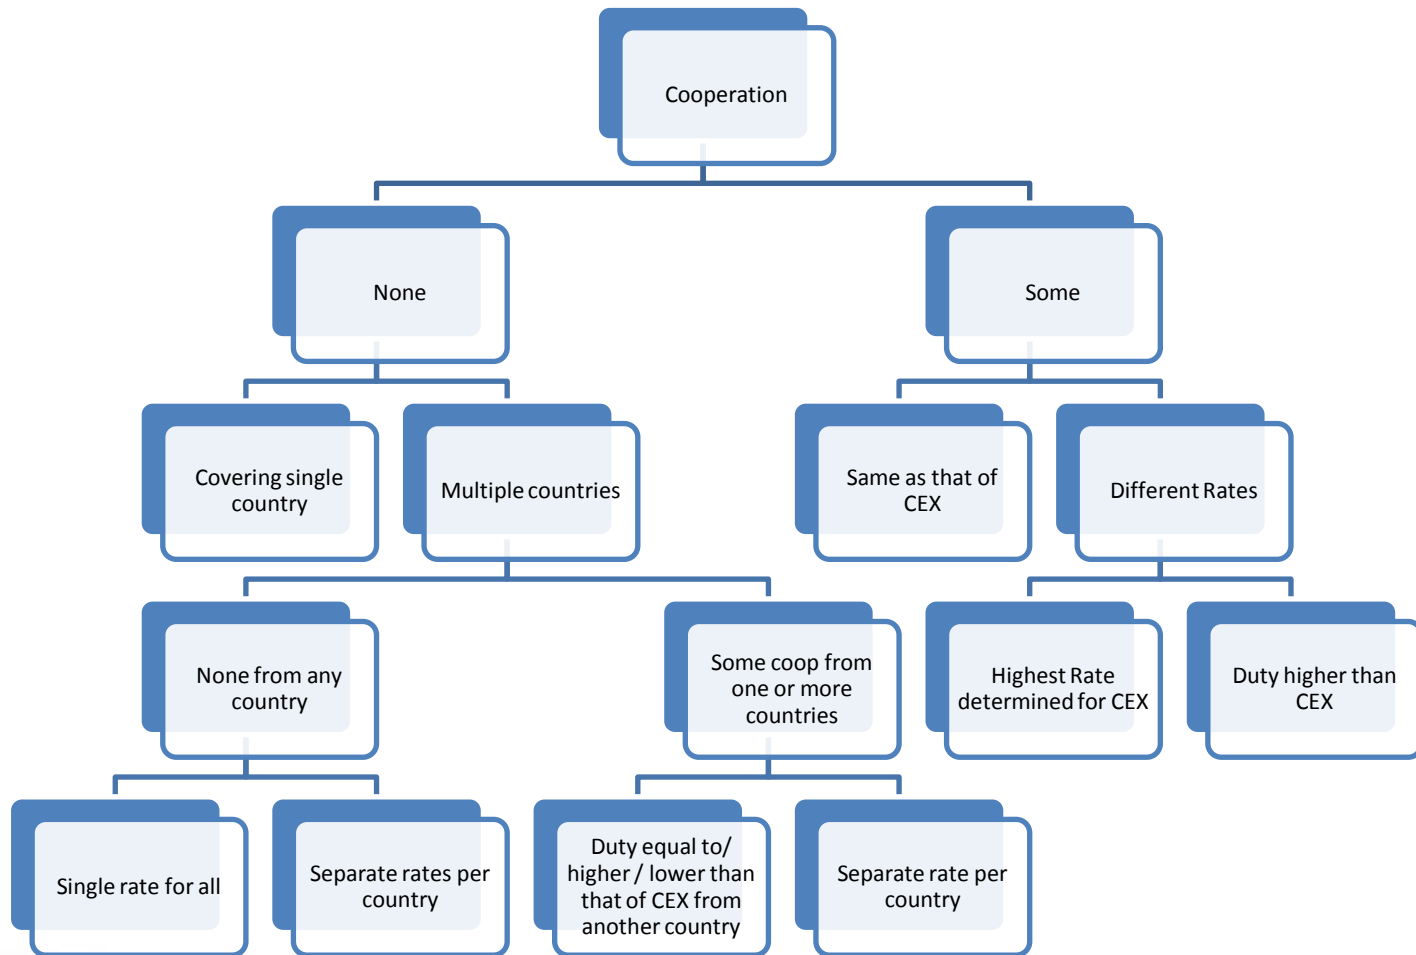 Cooperation
None
Some
Covering single
country
Multiple countries
Same as that of
CEX
Different Rates
None from any
country
Some coop from
one or more
countries
Highest Rate
determined for CEX
Duty higher than
CEX
Single rate for all
Separate rates per
country
Duty equal to/
higher / lower than
that of CEX from
another country
Separate rate per
country